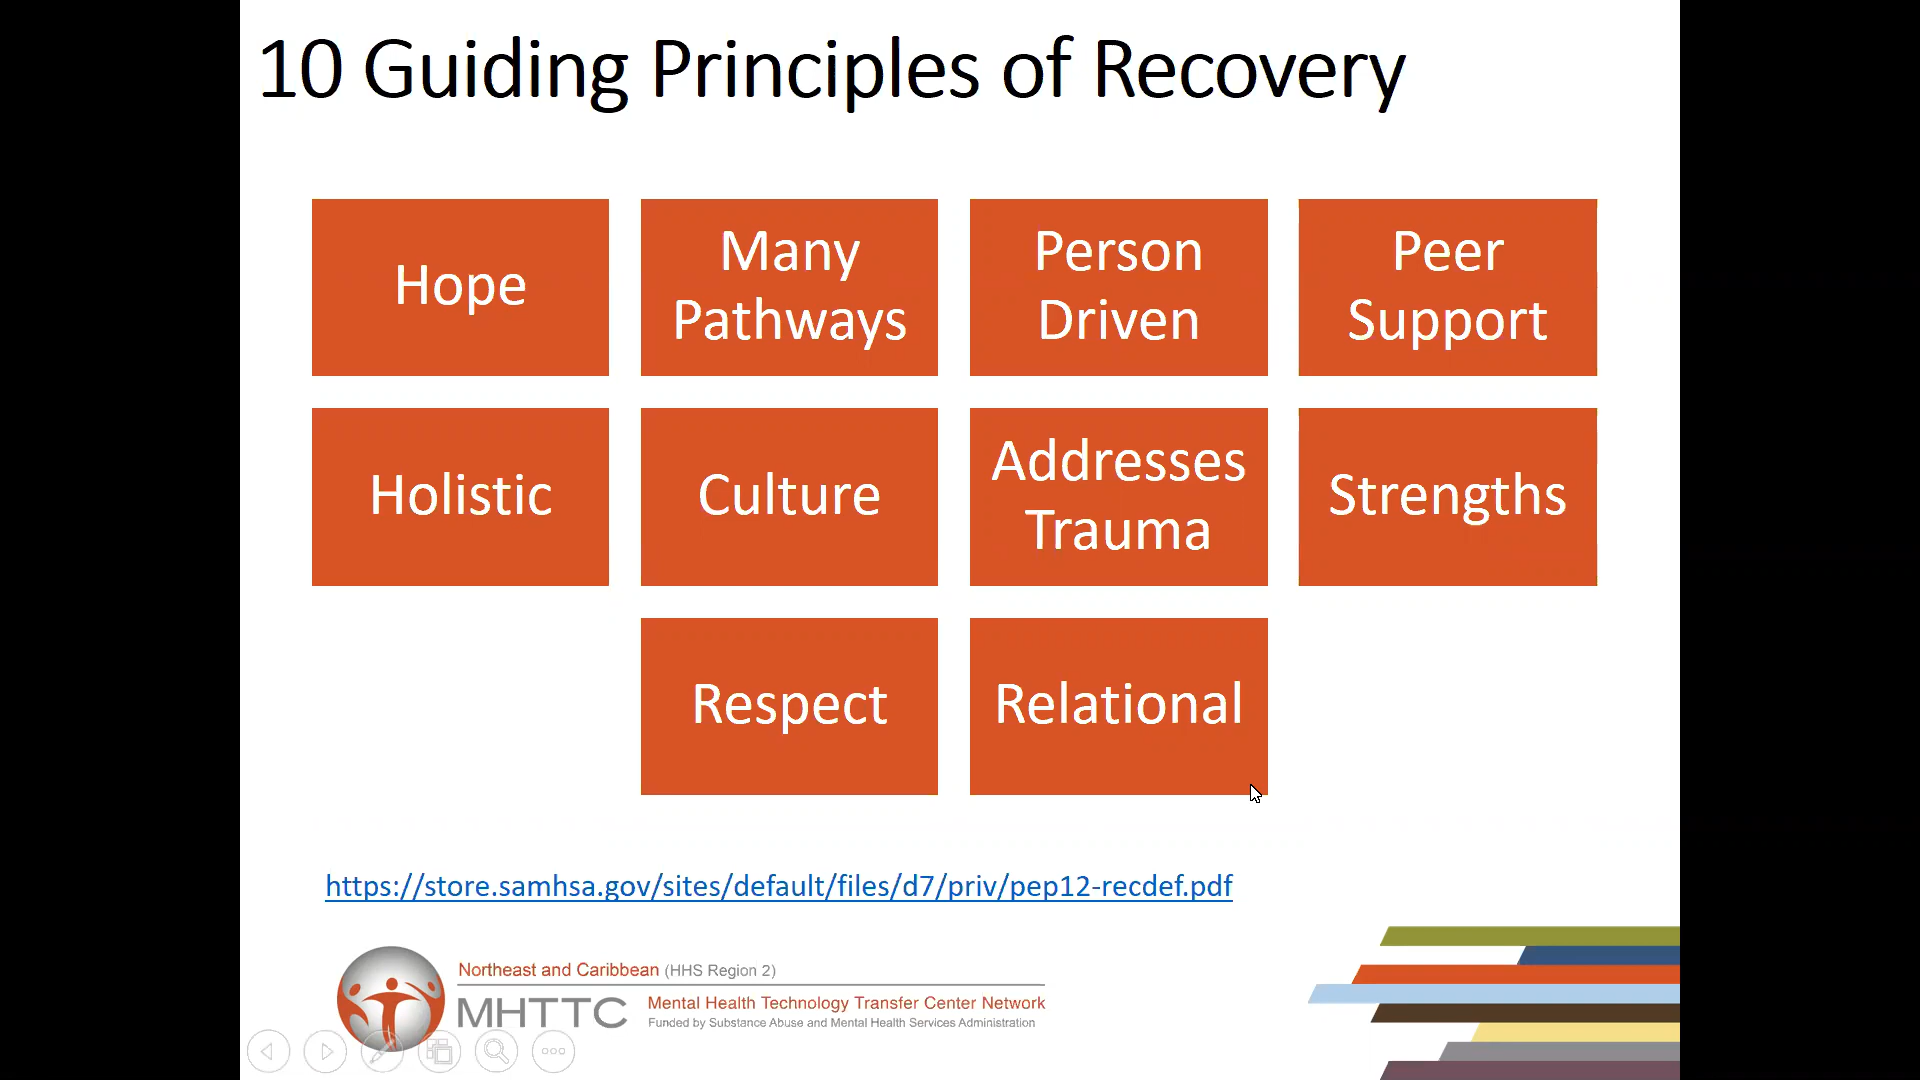 10 Guiding Principles of Recovery
Hope
Many
Pathways
Person
Driven
Peer
Support
Holistic
Culture
Addresses
Trauma
Strengths
Respect
Relational
https://store.samhsa.gov/sites/default/files/d7/priv/pep12-recdef.pdf
Northeast and Caribbean (HHS Region 2)
MHTTC
Mental Health Technology Transfer Center Network
Funded by Substance Abuse and Mental Health Services Administration